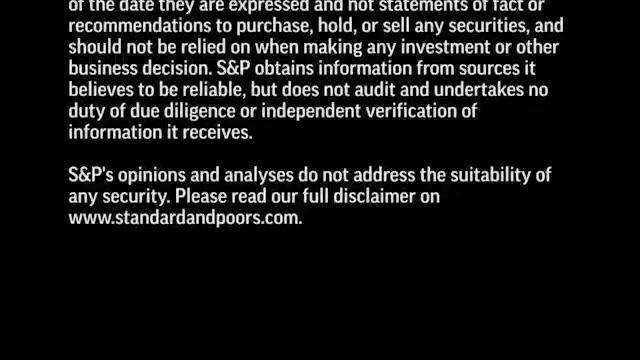 of the date they are expressed and not statements of fact or
recommendations to purchase, hold, or sell any securities, and
should not be relied on when making any investment or other
business decision. S&P obtains information from sources it
believes to be reliable, but does not audit and undertakes no
duty of due diligence or independent verification of
information it receives.
S&P's opinions and analyses do not address the suitability of
any security. Please read our full disclaimer on
www.standardandpoors.com.